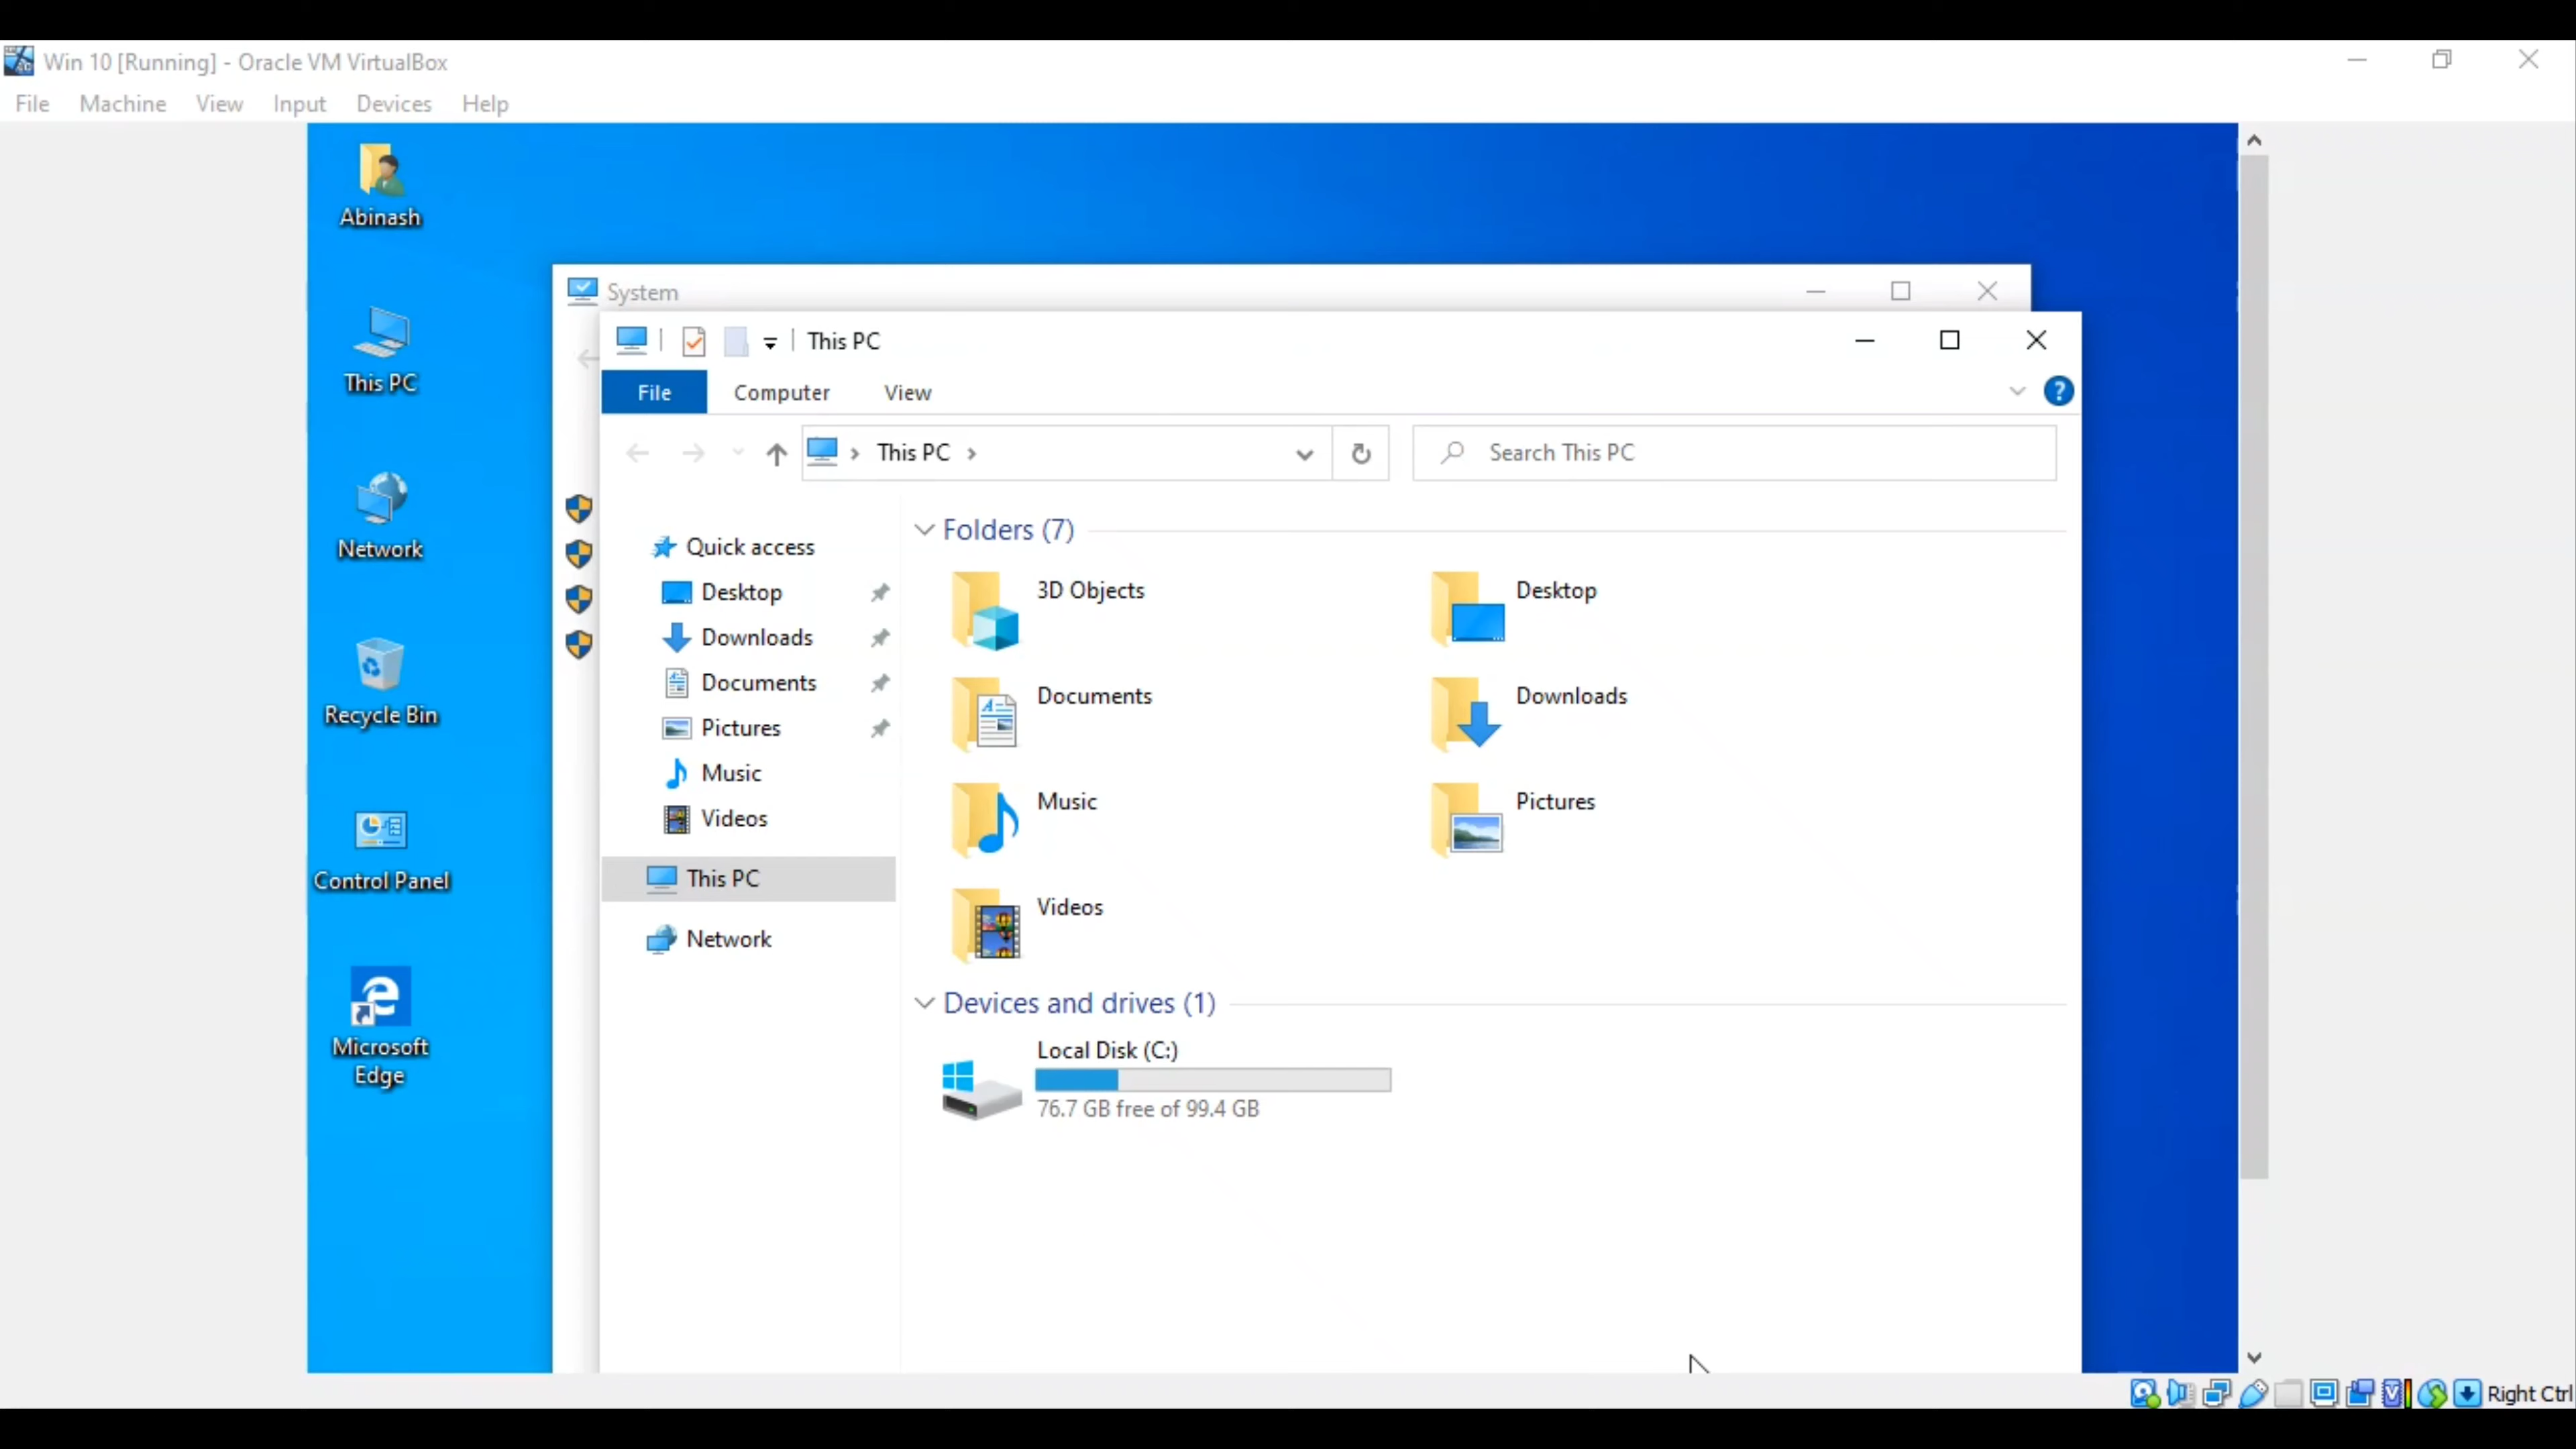 Win 10 [Running] - Oracle VM VirtualBox
File Machine View Input Devices Help
Abinash
This PC
Network
Recycle Bin
Control Panel
Microsoft
Edge
System
This PC
File Computer View
This PC
Search This PC
Quick access
Desktop
Downloads
Documents
Pictures
Music
Videos
This PC
Network
Folders (7)
3D Objects
Desktop
Documents
Downloads
Music
Pictures
Videos
Devices and drives (1)
Local Disk (C:)
76.7 GB free of 99.4 GB
Right Ctrl